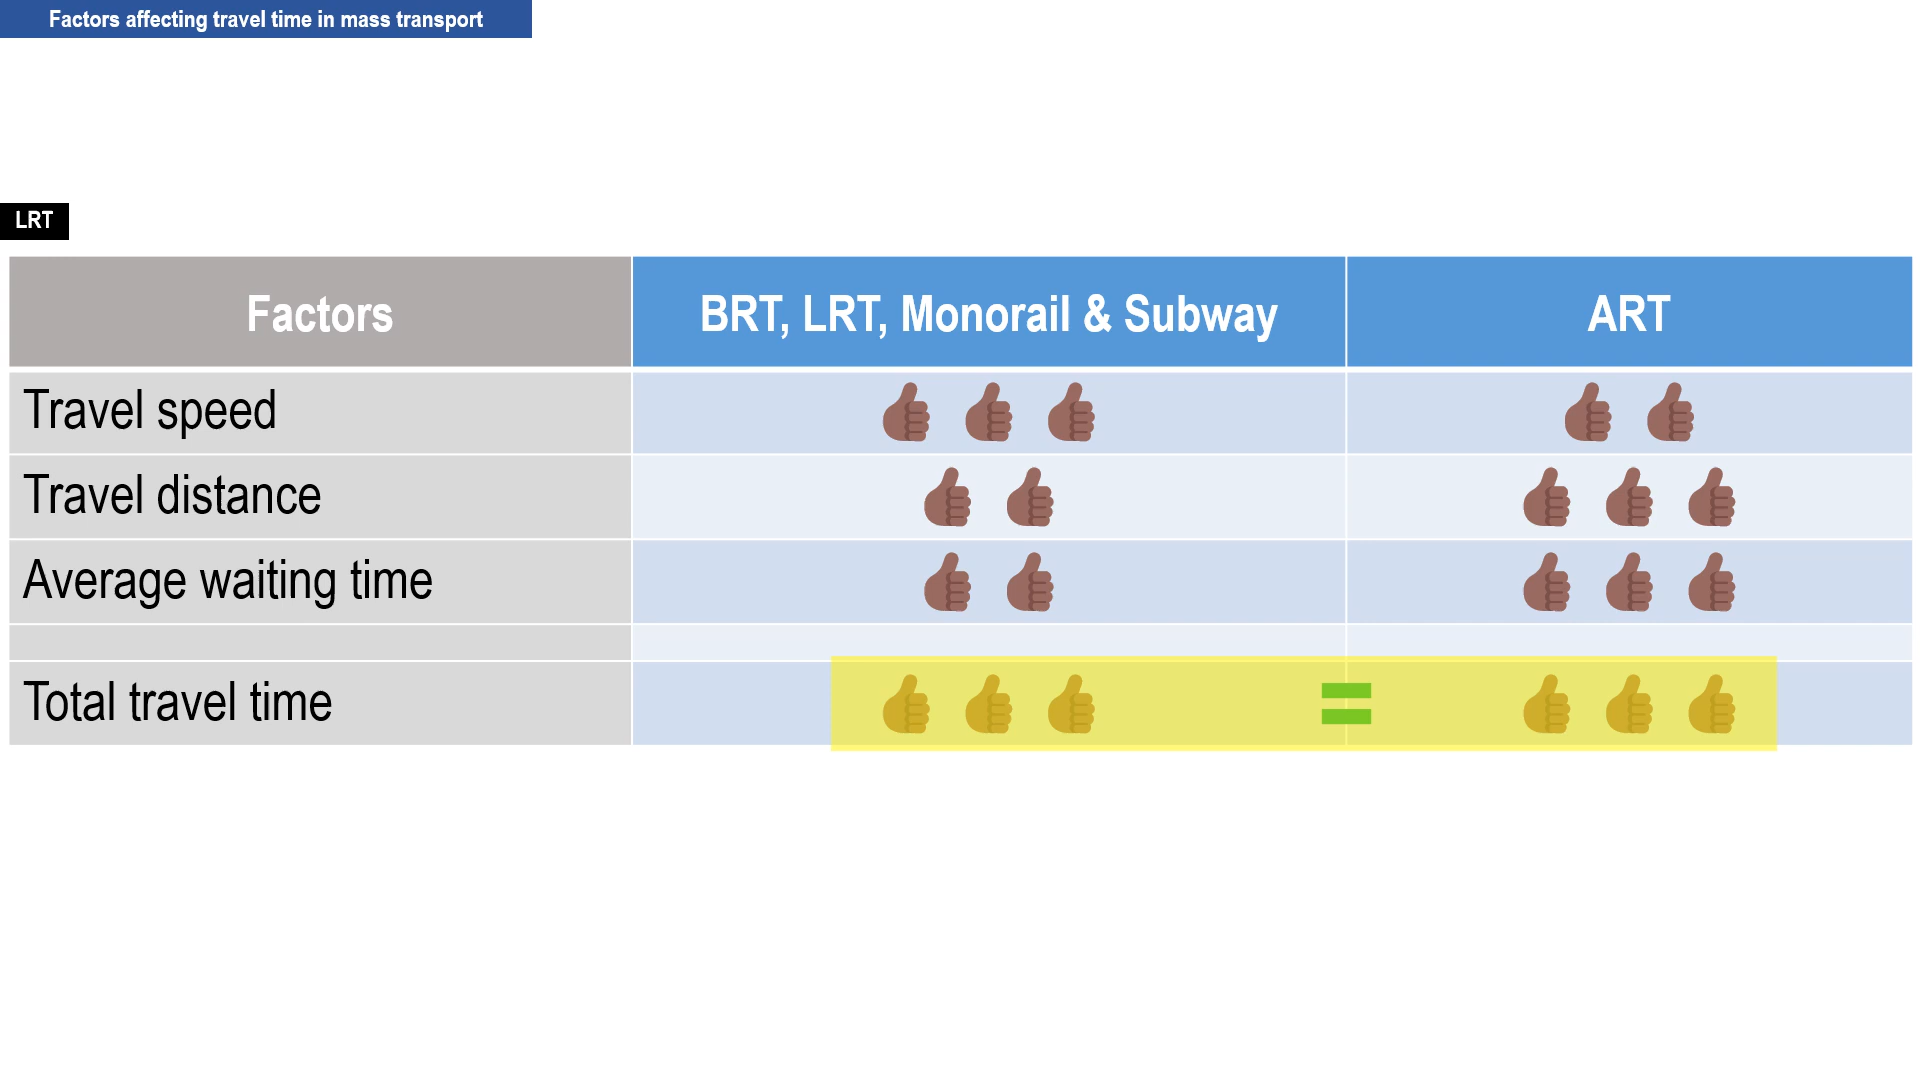 Factors affecting travel time in mass transport
LRT
Factors
BRT, LRT, Monorail & Subway
ART
Travel speed
Travel distance
Average waiting time
Total travel time
=